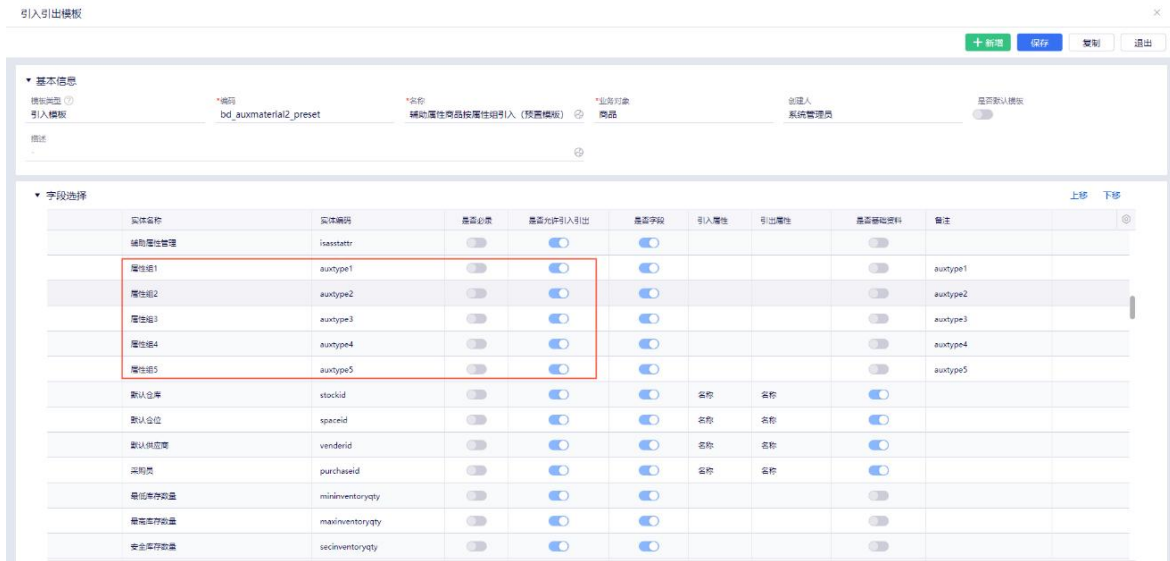 引入引出模板
新增 保存 复制 退出
基本信息
模板类型 *编码 *名称 *业务对象 创建人 是否默认模板
引入模板 bd_auxmaterial2_preset 辅助属性商品按属性组引入（预置模板） 商品 系统管理员
描述
字段选择 上移 下移
实体名称 实体编码 是否必录 是否允许引入引出 是否字段 引入属性 引出属性 是否基础资料 备注
辅助属性管理 isasstattr
属性组1 auxtype1 auxtype1
属性组2 auxtype2 auxtype2
属性组3 auxtype3 auxtype3
属性组4 auxtype4 auxtype4
属性组5 auxtype5 auxtype5
默认仓库 stockid 名称 名称
默认仓位 spaceid 名称 名称
默认供应商 venderid 名称 名称
采购员 purchaseid 名称 名称
最低库存数量 mininventoryqty
最高库存数量 maxinventoryqty
安全库存数量 secinventoryqty